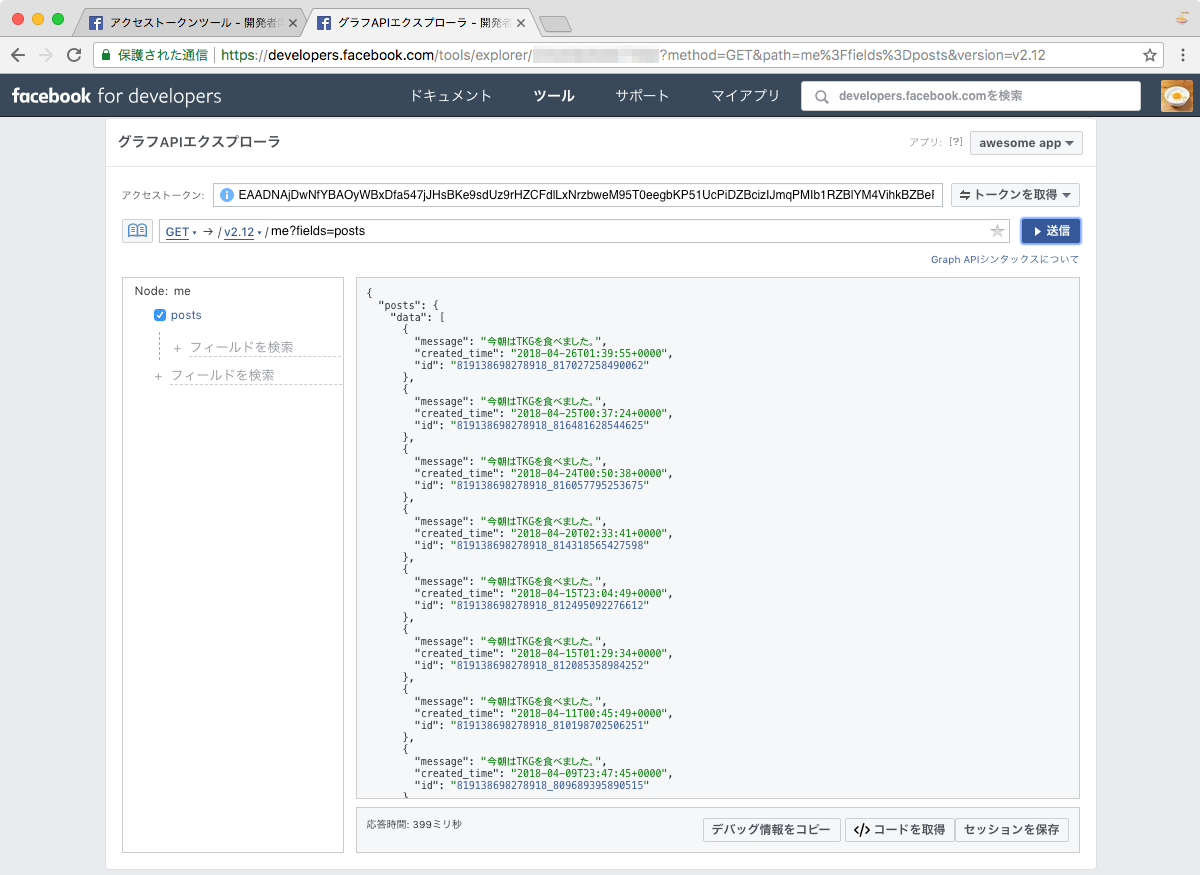 アクセストークンツール - 開発者
グラフAPIエクスプローラ - 開発者
保護された通信 https://developers.facebook.com/tools/explorer/ ?method=GET&path=me%3Ffields%3Dposts&version=v2.12
facebook for developers ドキュメント ツール サポート マイアプリ developers.facebook.comを検索
グラフAPIエクスプローラ アプリ: [?] awesome app
アクセストークン: EAADNAjDwNfYBAOyWBxDfa547jJHsBKe9sdUz9rHZCFdlLxNrzbweM95T0eegbKP51UcPiDZBcizIJmqPMIb1RZBlYM4VihkBZBeF トークンを取得
GET → / v2.12 / me?fields=posts 送信
Graph APIシンタックスについて
Node: me
posts
+ フィールドを検索
+ フィールドを検索
{
"posts": {
"data": [
{
"message": "今朝はTKGを食べました。",
"created_time": "2018-04-26T01:39:55+0000",
"id": "819138698278918_817027258490062"
},
{
"message": "今朝はTKGを食べました。",
"created_time": "2018-04-25T00:37:24+0000",
"id": "819138698278918_816481628544625"
},
{
"message": "今朝はTKGを食べました。",
"created_time": "2018-04-24T00:50:38+0000",
"id": "819138698278918_816057795253675"
},
{
"message": "今朝はTKGを食べました。",
"created_time": "2018-04-20T02:33:41+0000",
"id": "819138698278918_814318565427598"
},
{
"message": "今朝はTKGを食べました。",
"created_time": "2018-04-15T23:04:49+0000",
"id": "819138698278918_812495092276612"
},
{
"message": "今朝はTKGを食べました。",
"created_time": "2018-04-15T01:29:34+0000",
"id": "819138698278918_812085358984252"
},
{
"message": "今朝はTKGを食べました。",
"created_time": "2018-04-11T00:45:49+0000",
"id": "819138698278918_810198702506251"
},
{
"message": "今朝はTKGを食べました。",
"created_time": "2018-04-09T23:47:45+0000",
"id": "819138698278918_809689395890515"
}
応答時間: 399ミリ秒 デバッグ情報をコピー </> コードを取得 セッションを保存